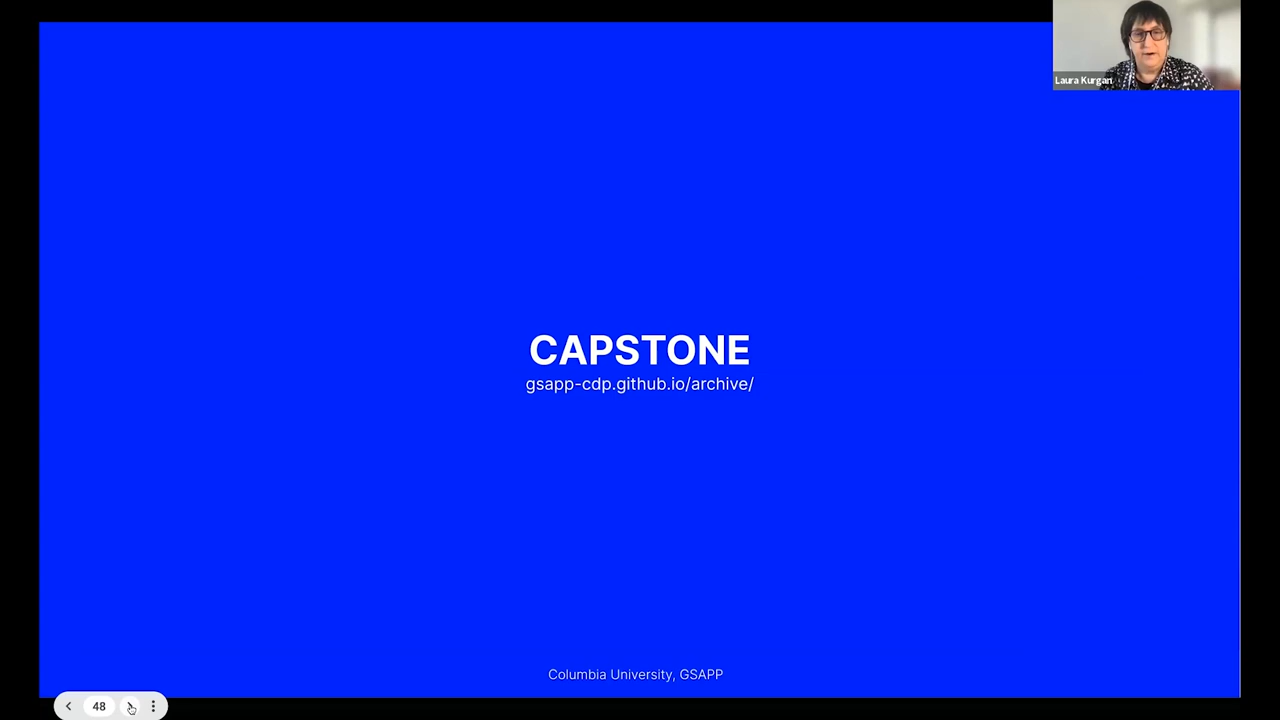 Laura Kurgan
CAPSTONE
gsapp-cdp.github.io/archive/
Columbia University, GSAPP
48